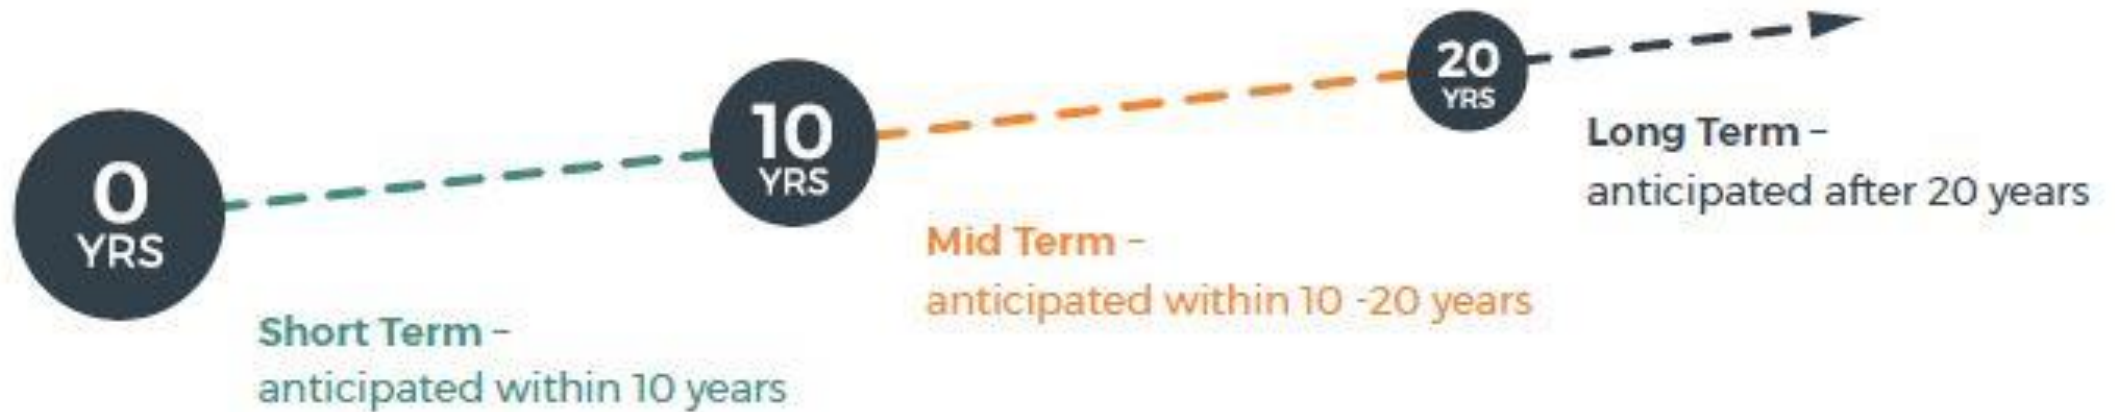 0
YRS
Short Term –
anticipated within 10 years
10
YRS
Mid Term –
anticipated within 10 -20 years
20
YRS
Long Term –
anticipated after 20 years